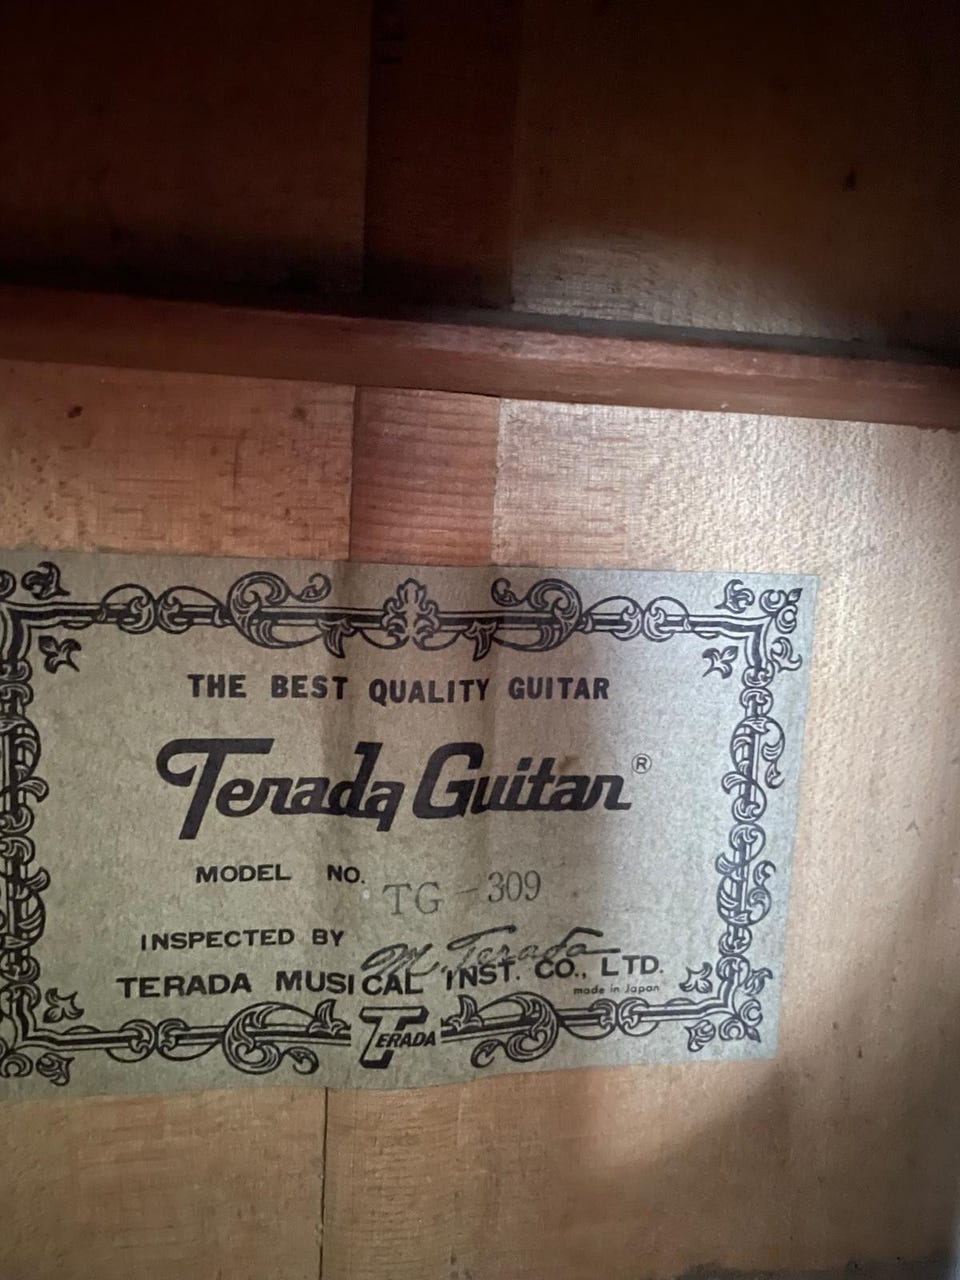 THE BEST QUALITY GUITAR
Terada Guitar®
MODEL NO. TG-309
INSPECTED BY M. Terada
TERADA MUSICAL INST. CO., LTD.
made in Japan
TERADA